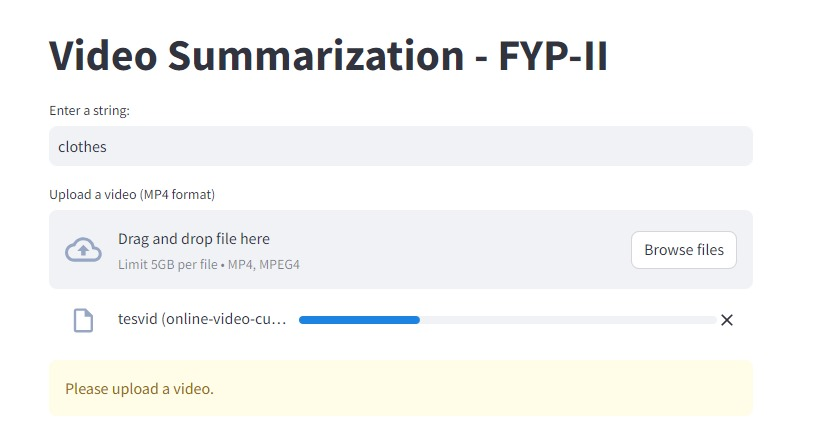 Video Summarization - FYP-II
Enter a string:
clothes
Upload a video (MP4 format)
Drag and drop file here
Limit 5GB per file • MP4, MPEG4
Browse files
tesvid (online-video-cu…
Please upload a video.